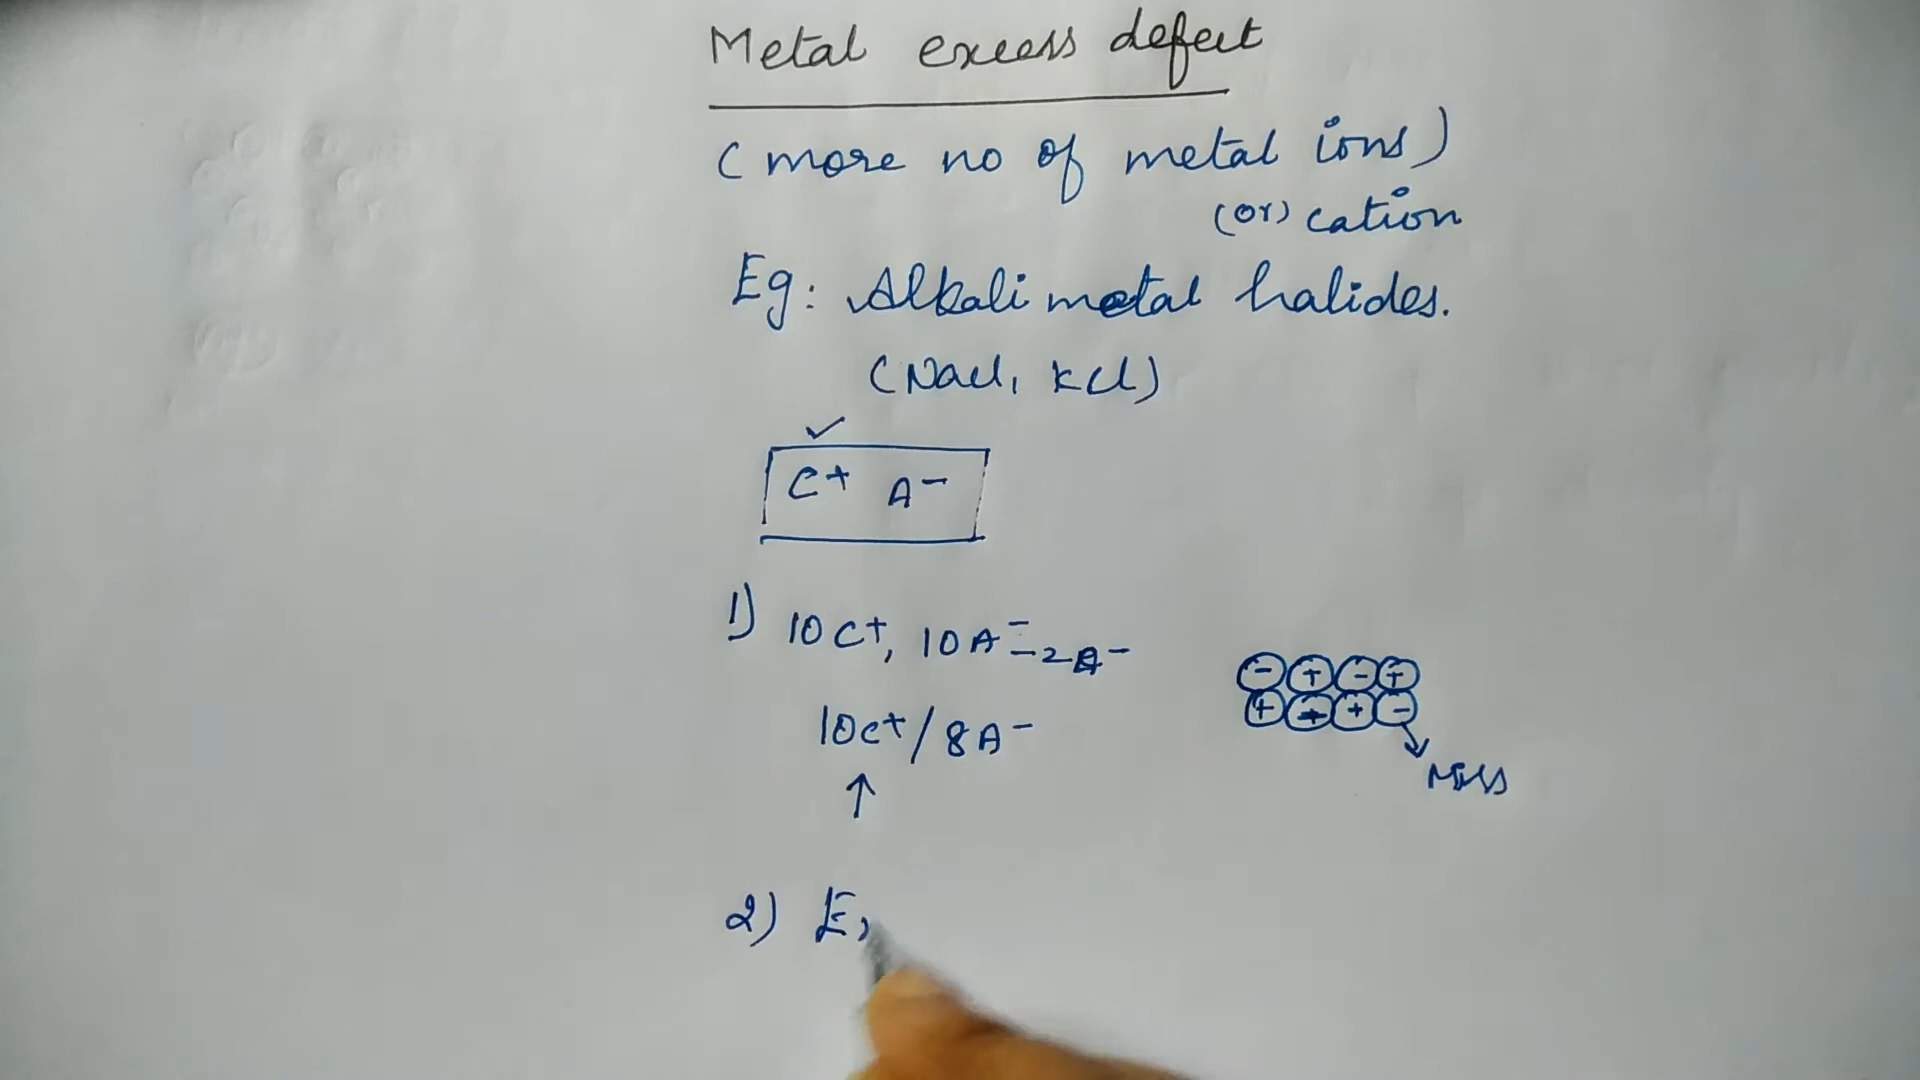 Metal excess defect
(more no of metal ions)
(or) cation
Eg: Alkali metal halides.
(NaCl, KCl)
✓
C+ A-
1) 10C+, 10A- -2A-
10C+/8A-
↑
- + - +
+ + + -
Miss
2) E